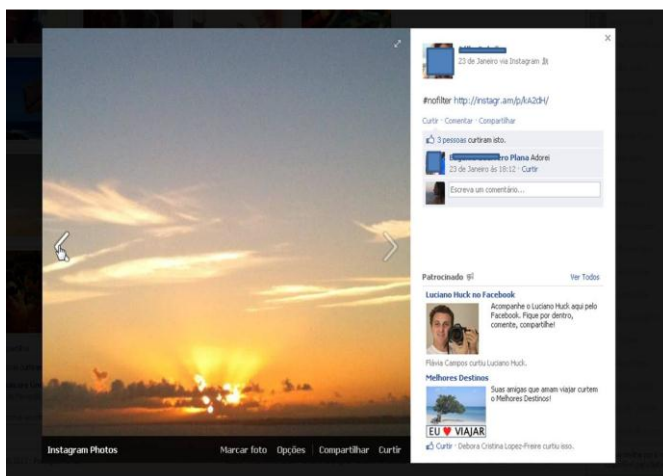 23 de Janeiro via Instagram
#nofilter http://instagr.am/p/kA2dH/
Curtir · Comentar · Compartilhar
3 pessoas curtiram isto.
Plana Adorei
23 de Janeiro às 18:12 · Curtir
Escreva um comentário...
Patrocinado
Ver Todos
Luciano Huck no Facebook
Acompanhe o Luciano Huck aqui pelo
Facebook. Fique por dentro,
comente, compartilhe!
Flávia Campos curtiu Luciano Huck.
Melhores Destinos
Suas amigas que amam viajar curtem
o Melhores Destinos!
EU ♥ VIAJAR
Curtir · Debora Cristina Lopez-Freire curtiu isso.
Instagram Photos
Marcar foto Opções Compartilhar Curtir